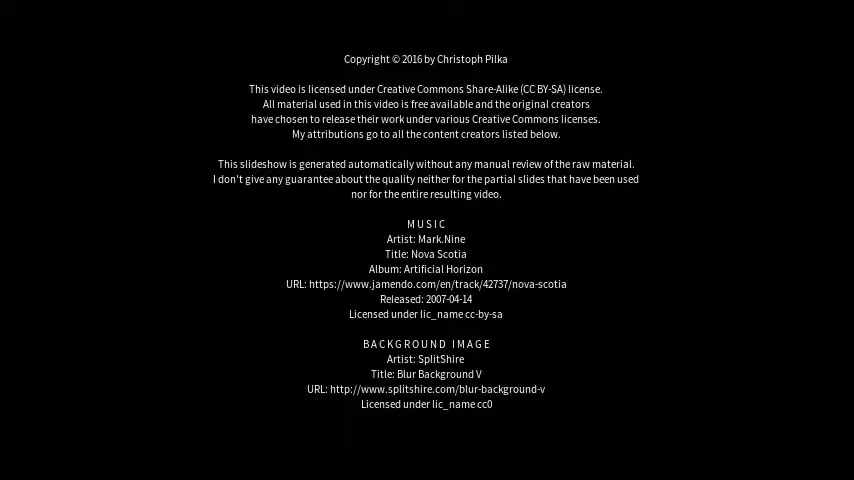 Copyright © 2016 by Christoph Pilka
This video is licensed under Creative Commons Share-Alike (CC BY-SA) license.
All material used in this video is free available and the original creators
have chosen to release their work under various Creative Commons licenses.
My attributions go to all the content creators listed below.
This slideshow is generated automatically without any manual review of the raw material.
I don't give any guarantee about the quality neither for the partial slides that have been used
nor for the entire resulting video.
MUSIC
Artist: Mark.Nine
Title: Nova Scotia
Album: Artificial Horizon
URL: https://www.jamendo.com/en/track/42737/nova-scotia
Released: 2007-04-14
Licensed under lic_name cc-by-sa
BACKGROUND IMAGE
Artist: SplitShire
Title: Blur Background V
URL: http://www.splitshire.com/blur-background-v
Licensed under lic_name cc0